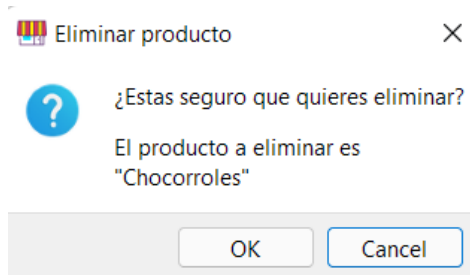 Eliminar producto
¿Estas seguro que quieres eliminar?
El producto a eliminar es
"Chocorroles"
OK
Cancel